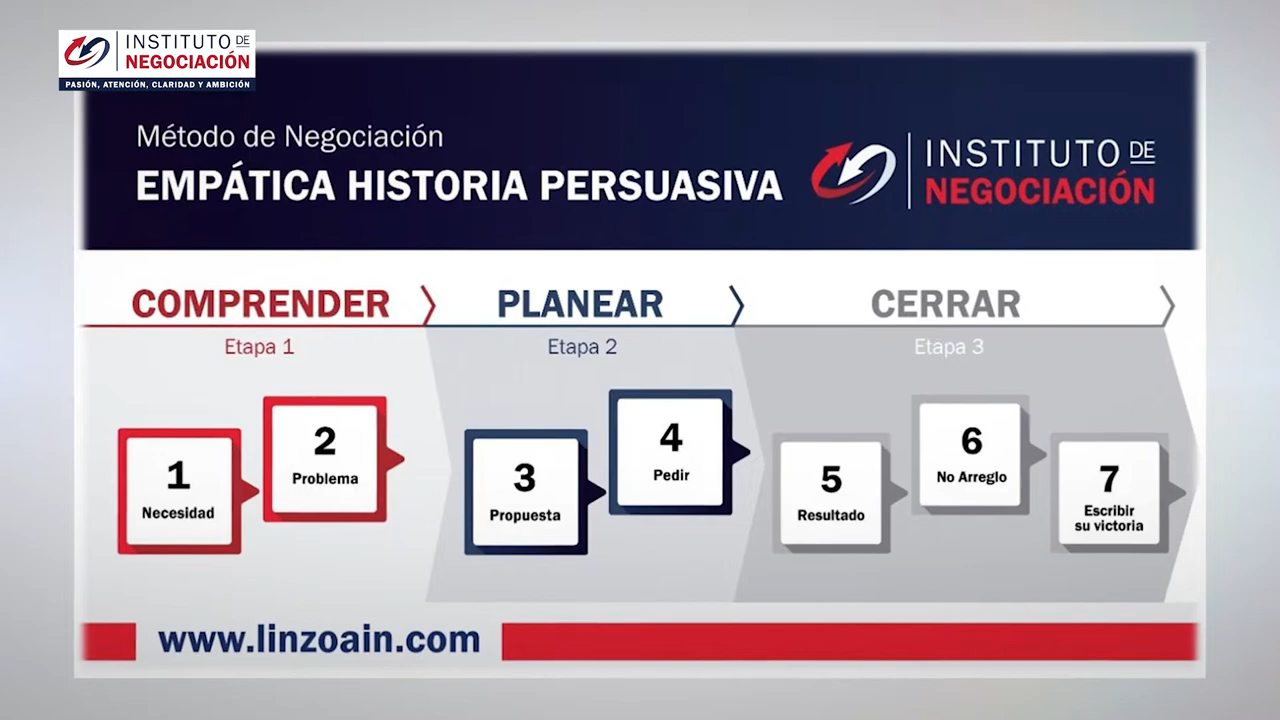 INSTITUTO DE
NEGOCIACIÓN
PASIÓN, ATENCIÓN, CLARIDAD Y AMBICIÓN
Método de Negociación
EMPÁTICA HISTORIA PERSUASIVA
INSTITUTO DE
NEGOCIACIÓN
COMPRENDER
Etapa 1
PLANEAR
Etapa 2
CERRAR
Etapa 3
1
Necesidad
2
Problema
3
Propuesta
4
Pedir
5
Resultado
6
No Arreglo
7
Escribir
su victoria
www.linzoain.com